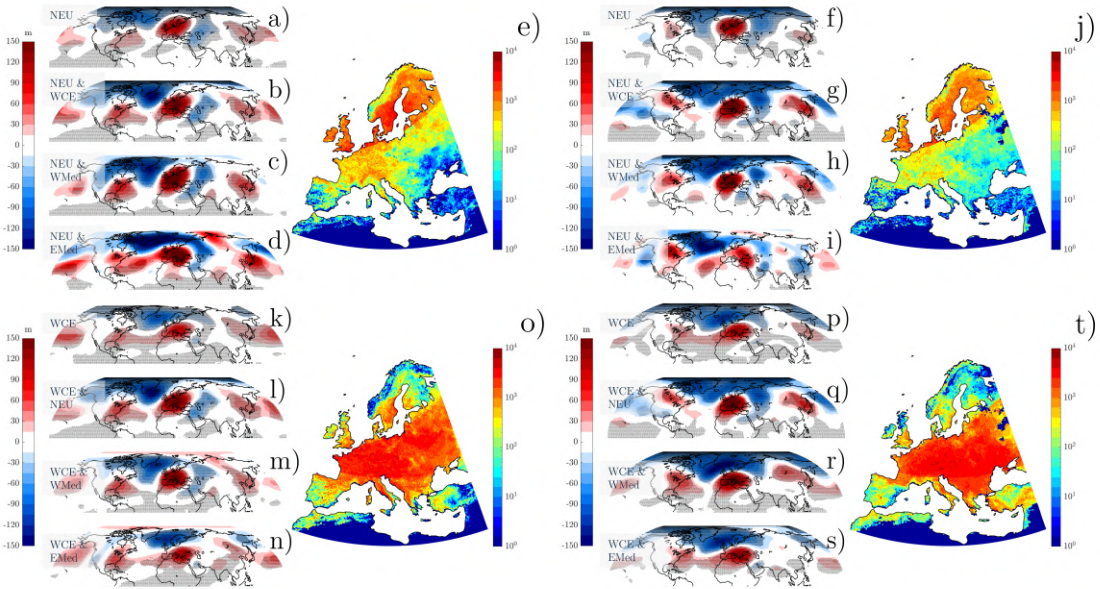 NEU
a)
m
150
120
90
60
30
0
-30
-60
-90
-120
-150
NEU &
WCE
b)
NEU &
WMed
c)
NEU &
EMed
d)
e)
10⁴
10³
10²
10¹
10⁰
NEU
f)
m
150
120
90
60
30
0
-30
-60
-90
-120
-150
NEU &
WCE
g)
NEU &
WMed
h)
NEU &
EMed
i)
j)
10⁴
10³
10²
10¹
10⁰
WCE
k)
m
150
120
90
60
30
0
-30
-60
-90
-120
-150
WCE &
NEU
l)
WCE &
WMed
m)
WCE &
EMed
n)
o)
10⁴
10³
10²
10¹
10⁰
WCE
p)
m
150
120
90
60
30
0
-30
-60
-90
-120
-150
WCE &
NEU
q)
WCE &
WMed
r)
WCE &
EMed
s)
t)
10⁴
10³
10²
10¹
10⁰